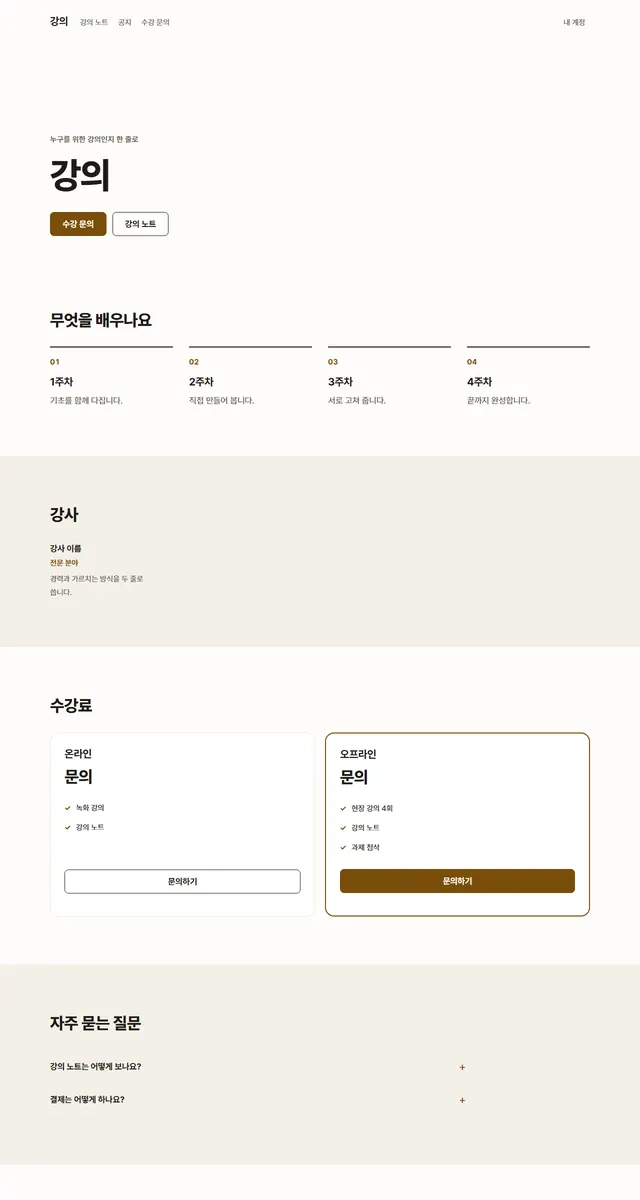 강의 강의 노트 공지 수강 문의 내 계정
누구를 위한 강의인지 한 줄로
강의
수강 문의 강의 노트
무엇을 배우나요
01 02 03 04
1주차 2주차 3주차 4주차
기초를 함께 다집니다. 직접 만들어 봅니다. 서로 고쳐 줍니다. 끝까지 완성합니다.
강사
강사 이름
전문 분야
경력과 가르치는 방식을 두 줄로
씁니다.
수강료
온라인
문의
녹화 강의
강의 노트
문의하기
오프라인
문의
현장 강의 4회
강의 노트
과제 첨삭
문의하기
자주 묻는 질문
강의 노트는 어떻게 보나요? +
결제는 어떻게 하나요? +